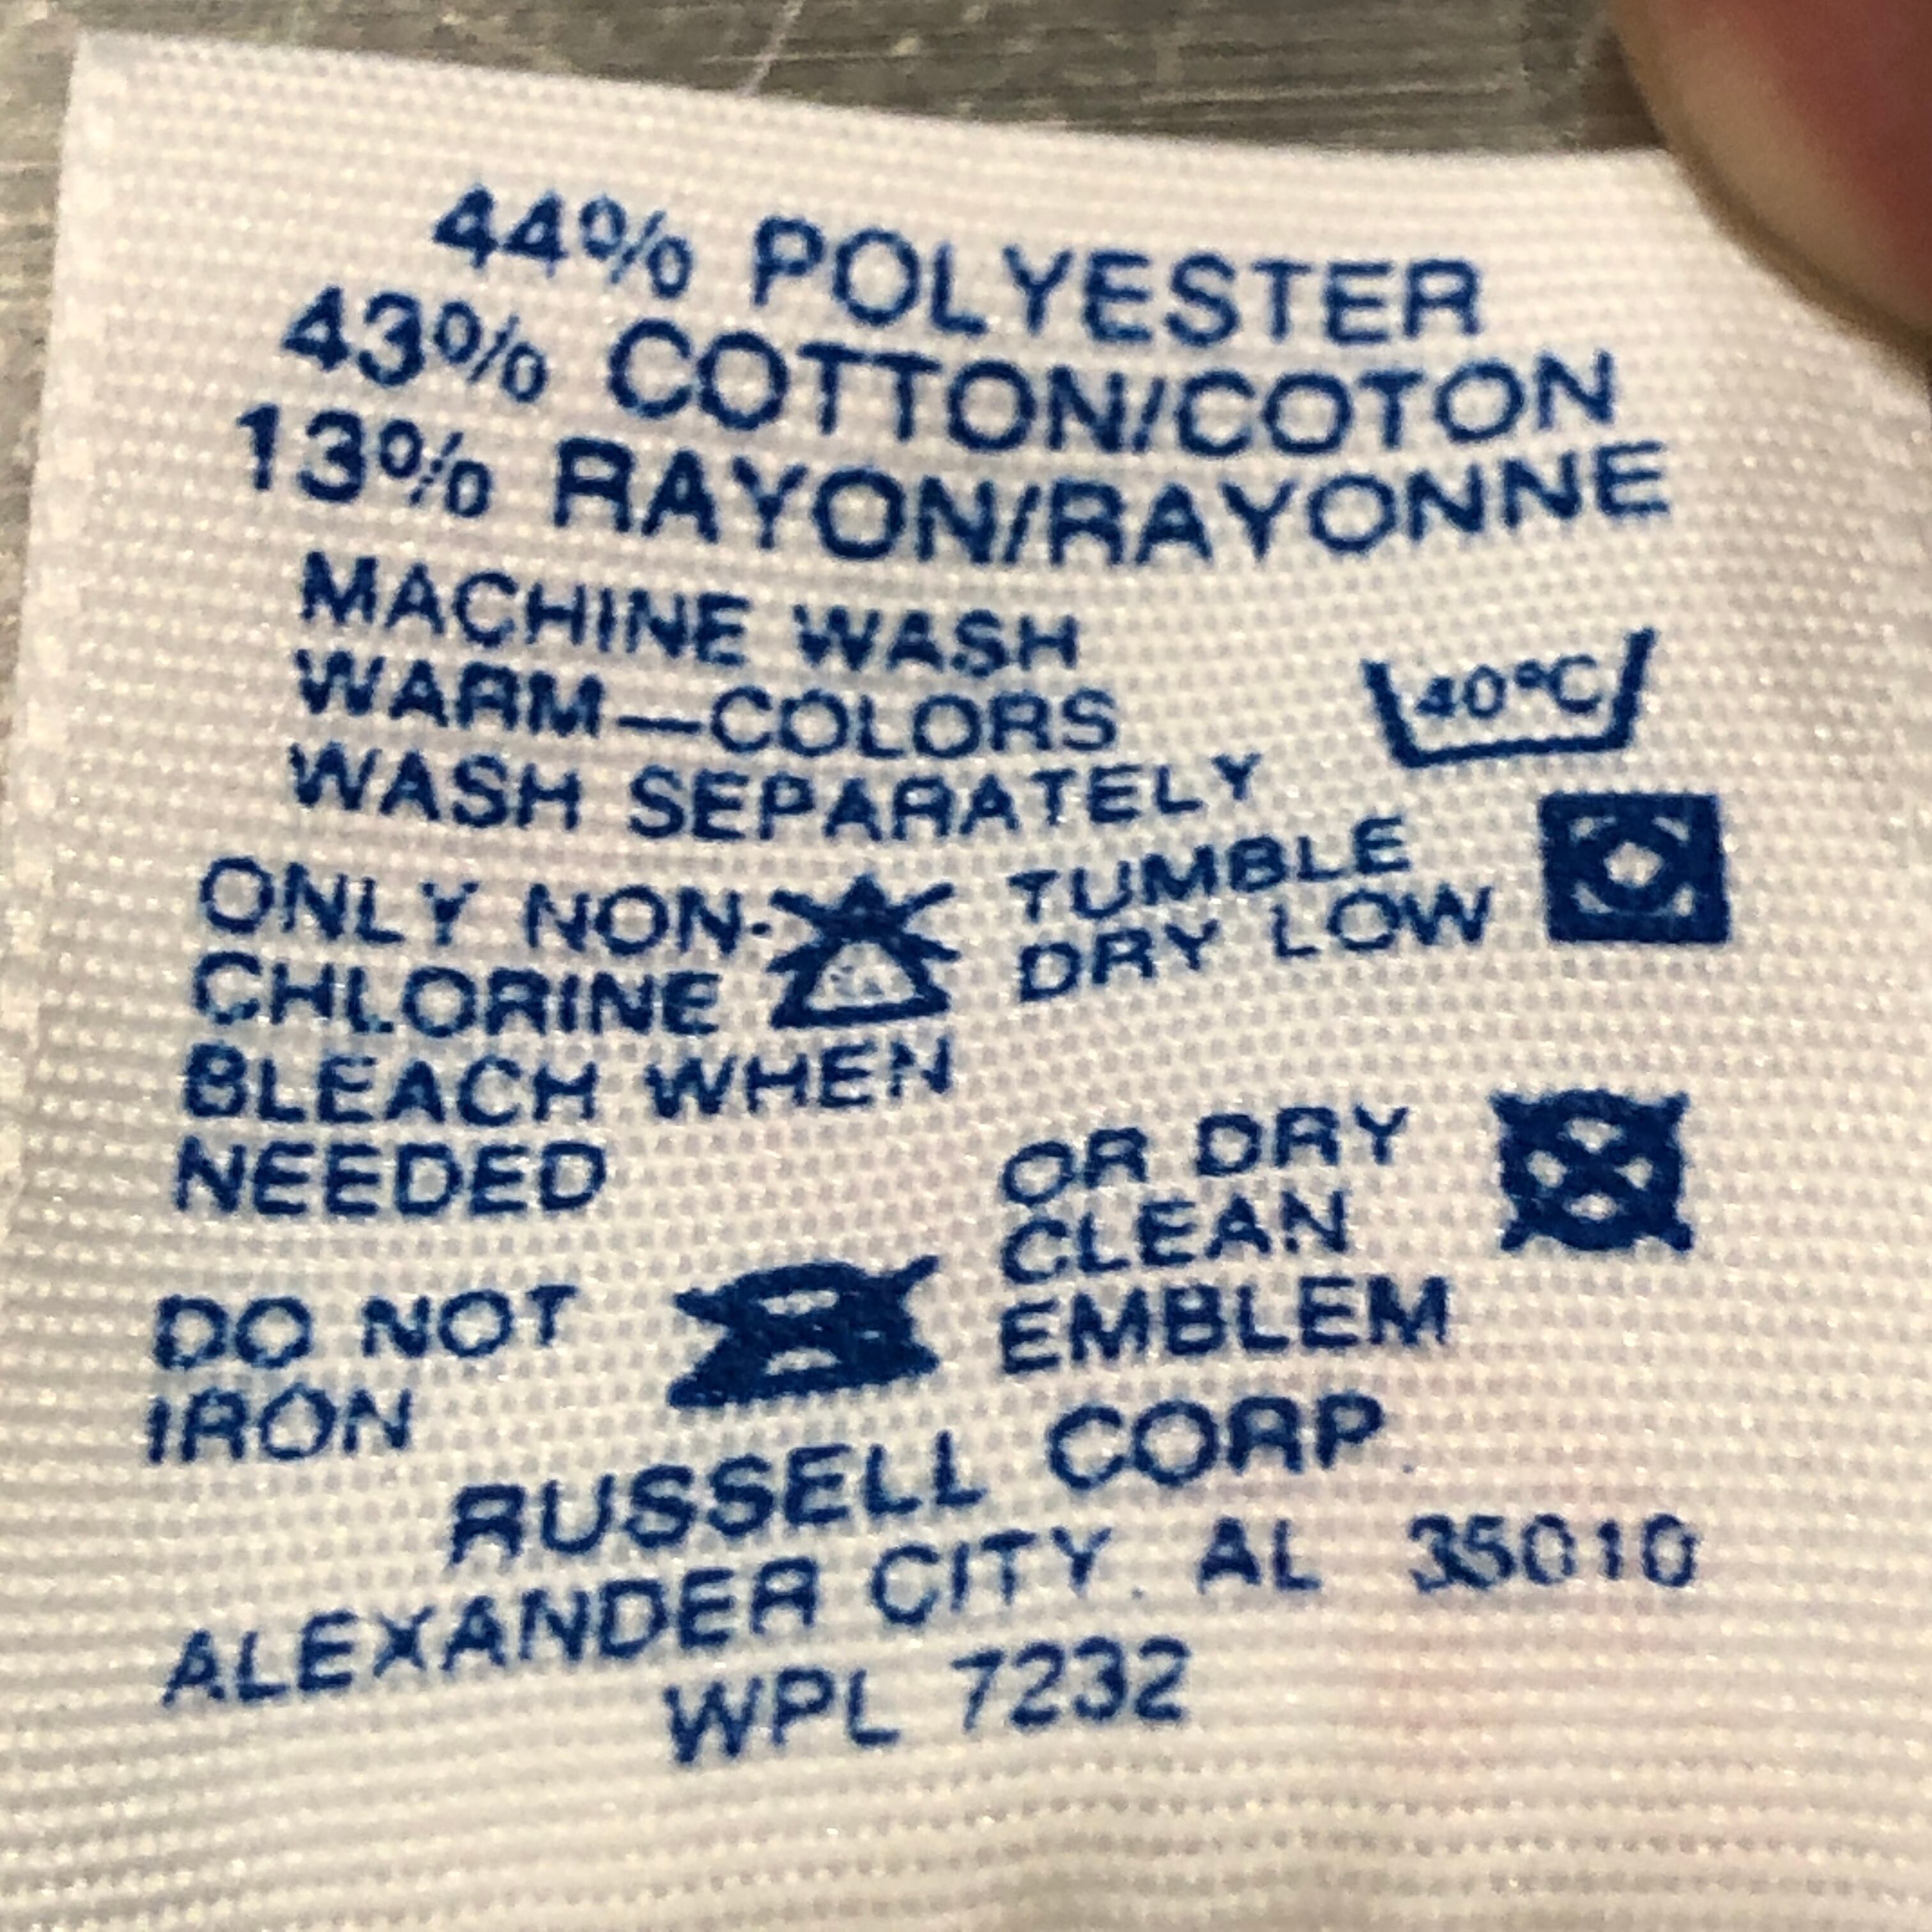 44% POLYESTER
43% COTTON/COTON
13% RAYON/RAYONNE
MACHINE WASH
WARM—COLORS
WASH SEPARATELY
40°C
ONLY NON-
CHLORINE
BLEACH WHEN
NEEDED
TUMBLE
DRY LOW
DO NOT
IRON
OR DRY
CLEAN
EMBLEM
RUSSELL CORP.
ALEXANDER CITY, AL 35010
WPL 7232